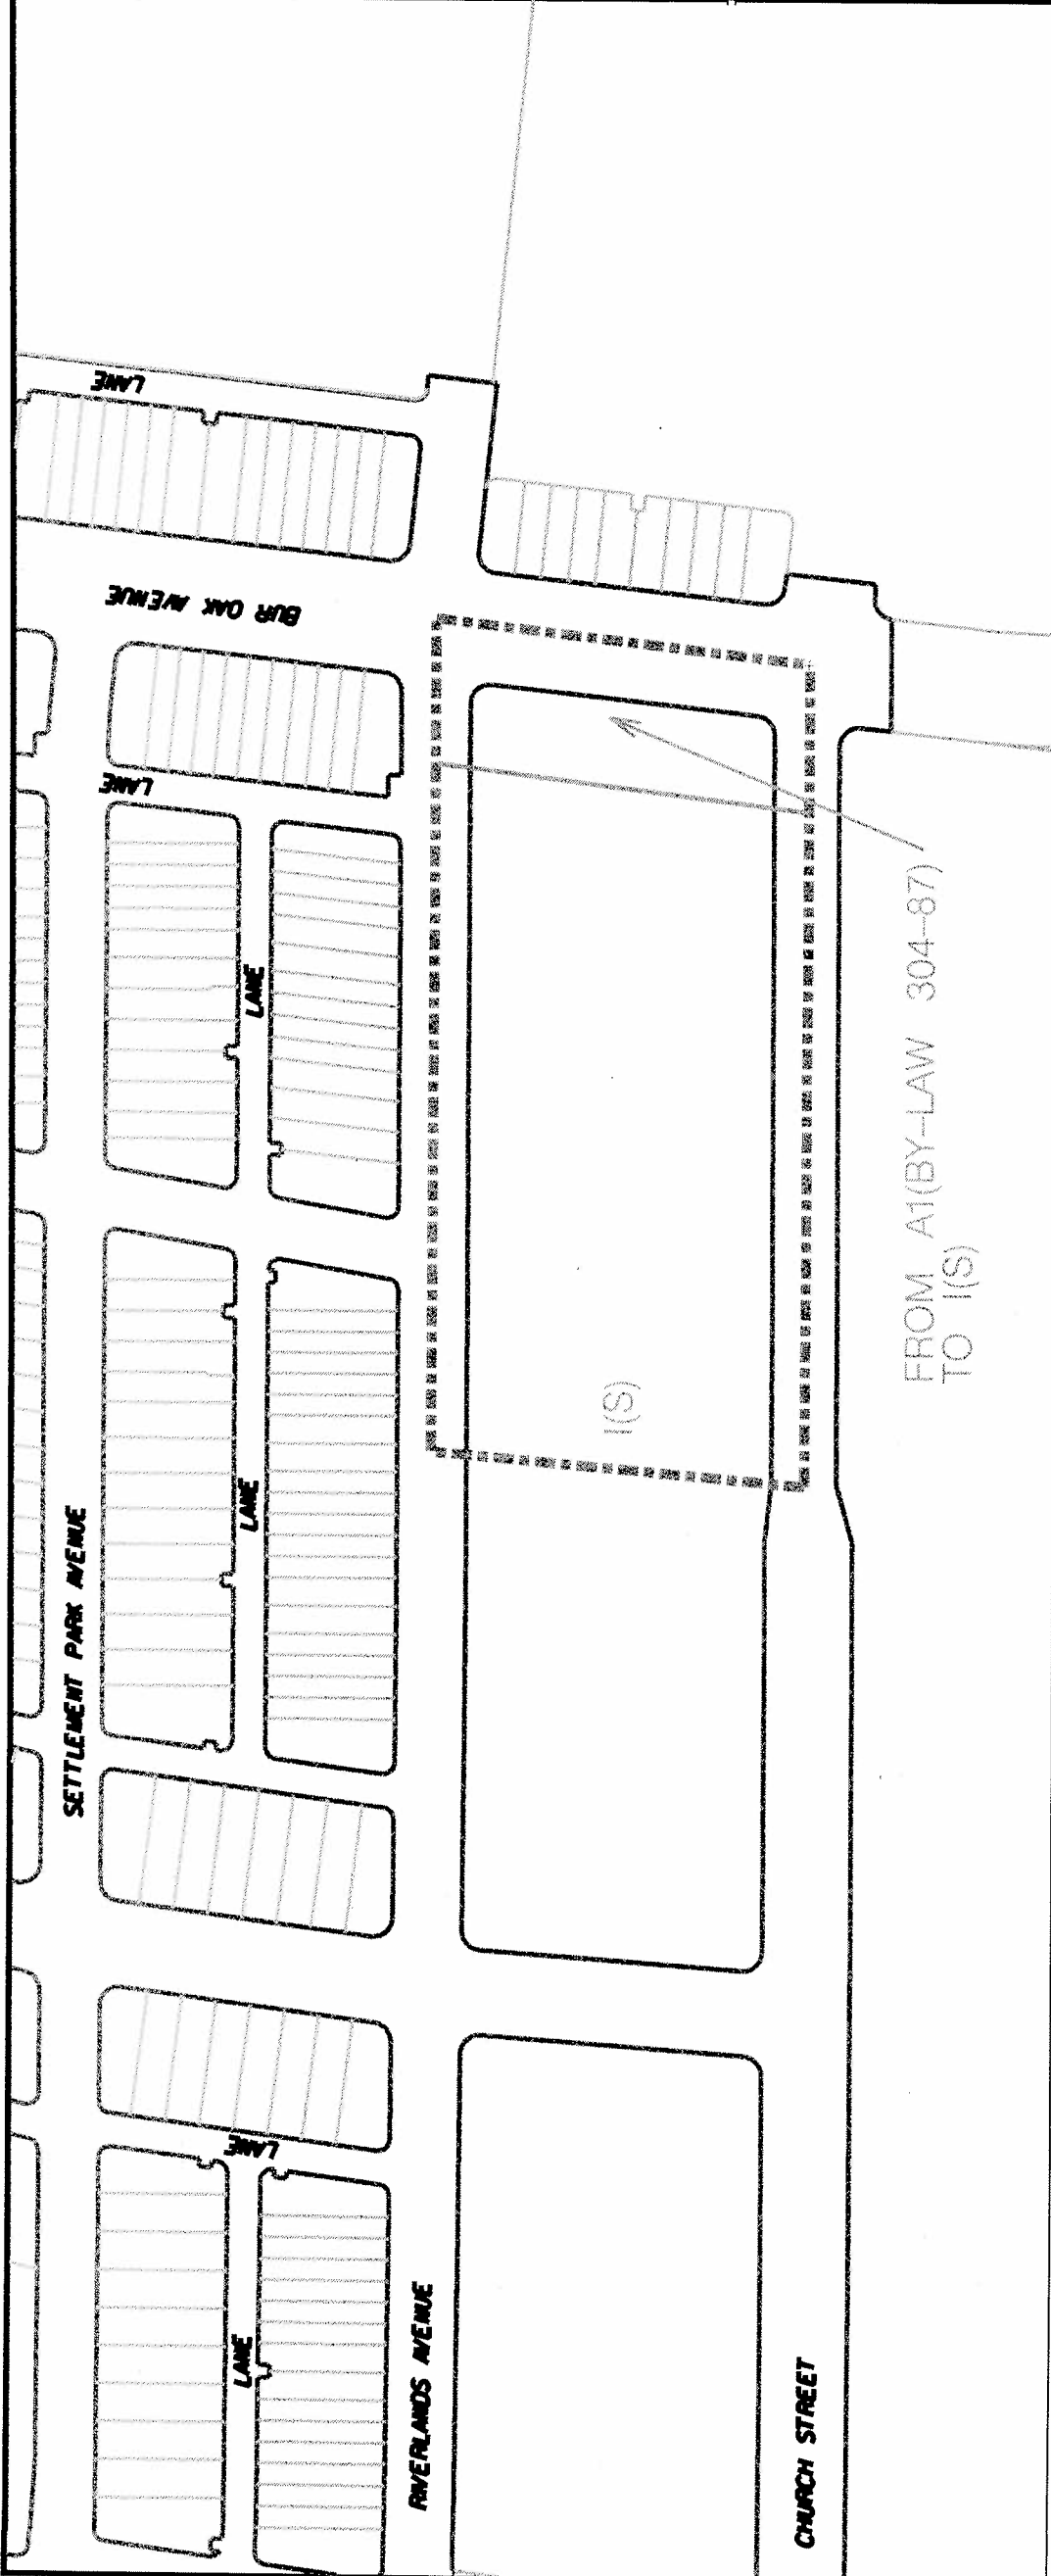 LANE
BUR OAK AVENUE
LANE
LANE
SETTLEMENT PARK AVENUE
LANE
LANE
LANE
RIVERLANDS AVENUE
CHURCH STREET
I(S)
FROM A1(BY-LAW 304-87)
TO I(S)